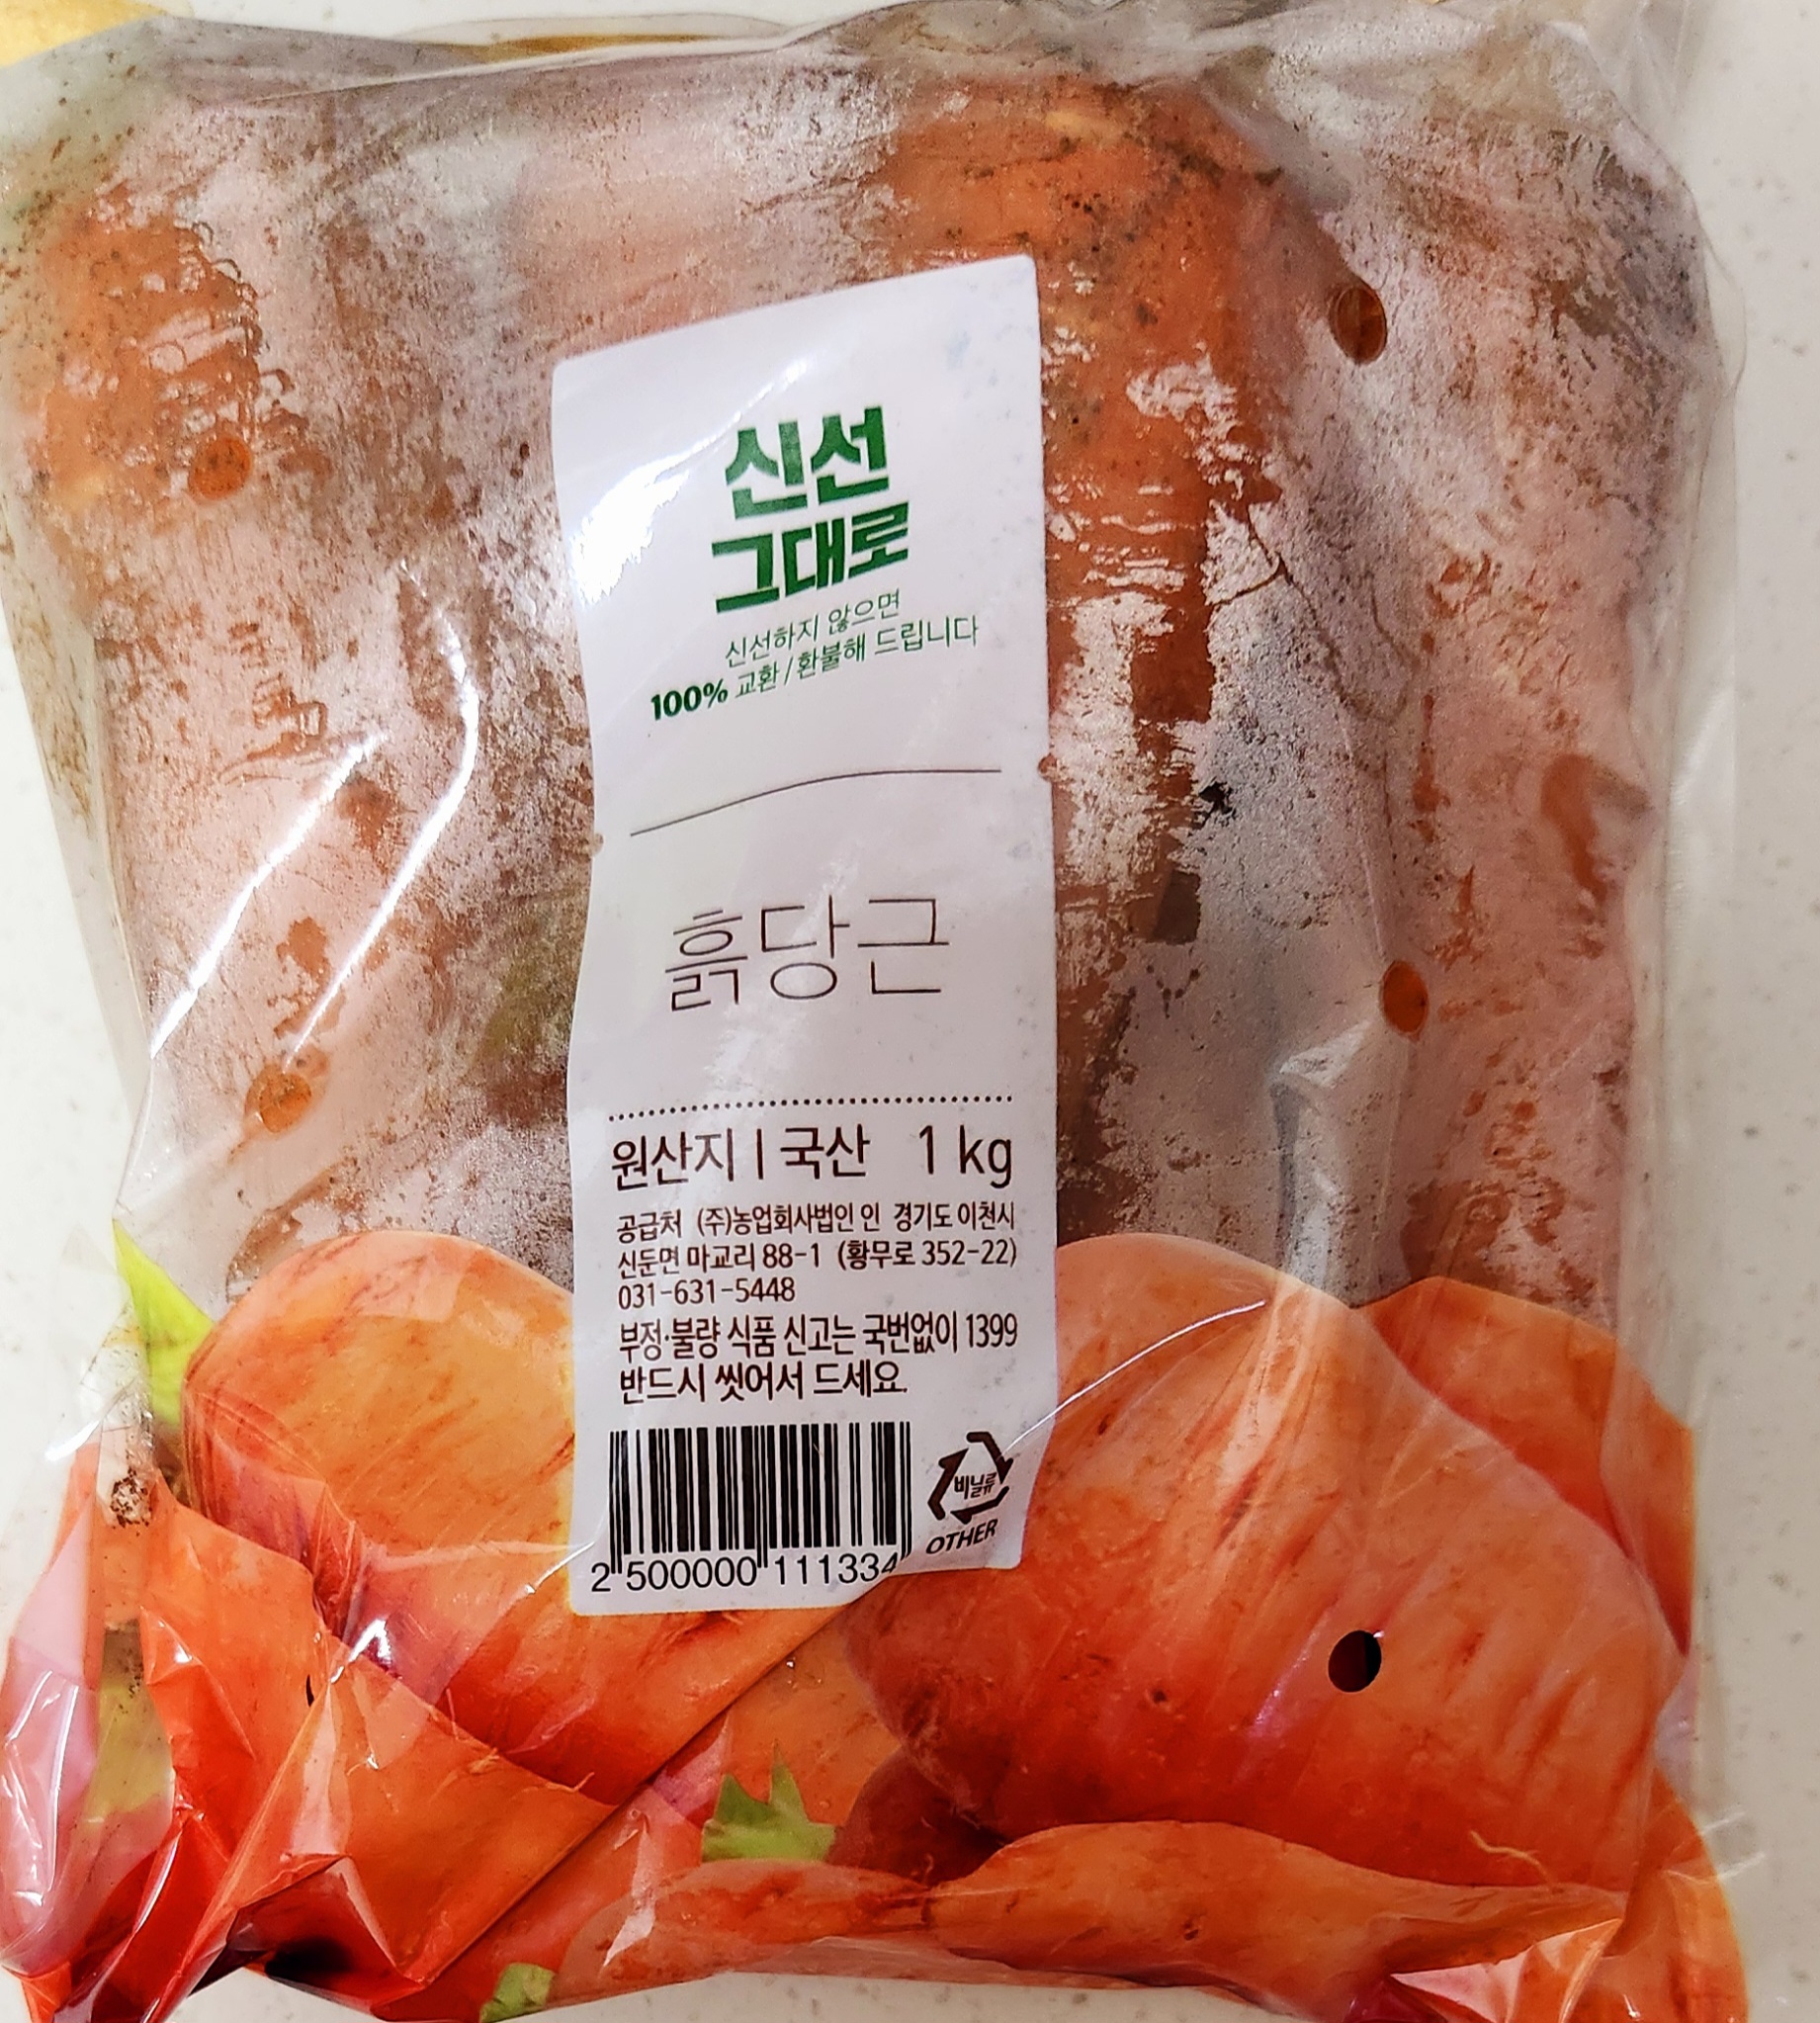 신선
그대로
신선하지 않으면
100% 교환/환불해 드립니다
흙당근
원산지 | 국산 1 kg
공급처 (주)농업회사법인 인 경기도 이천시
신둔면 마교리 88-1 (황무로 352-22)
031-631-5448
부정·불량 식품 신고는 국번없이 1399
반드시 씻어서 드세요.
비닐류
OTHER
2 500000 111334